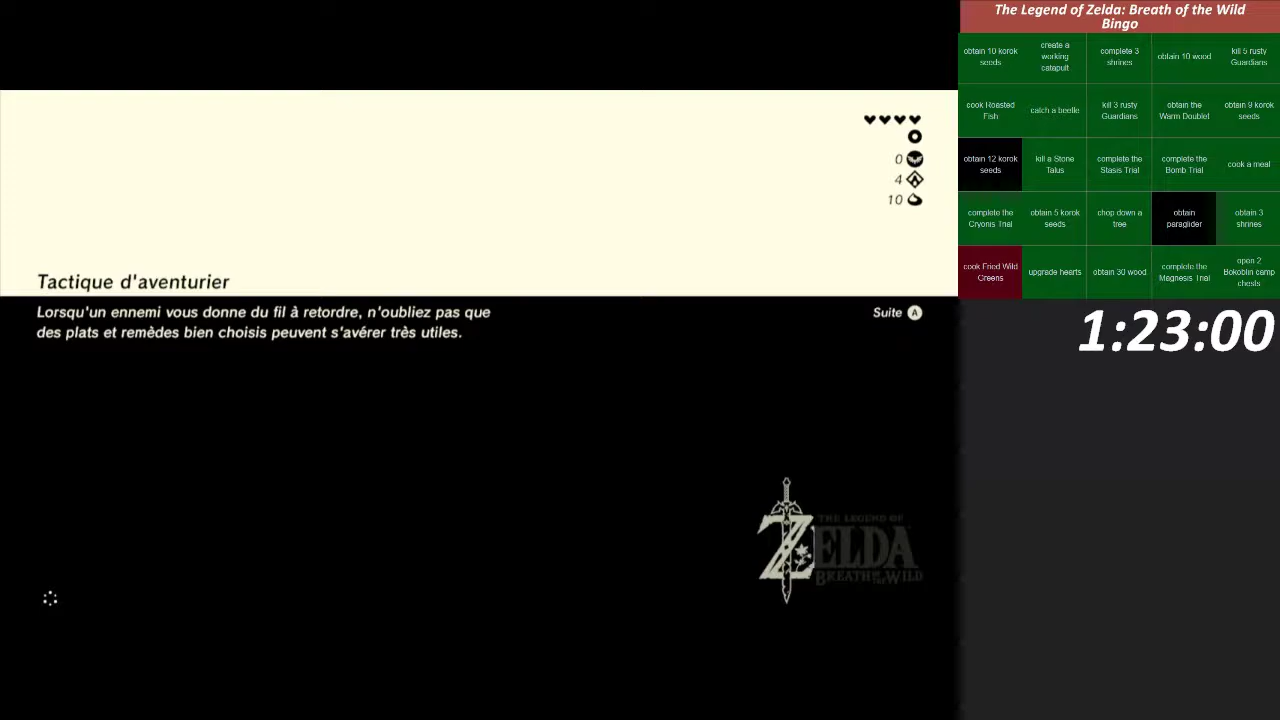 The Legend of Zelda: Breath of the Wild
Bingo
obtain 10 korok
seeds
create a
working
catapult
complete 3
shrines
obtain 10 wood
kill 5 rusty
Guardians
cook Roasted
Fish
catch a beetle
kill 3 rusty
Guardians
obtain the
Warm Doublet
obtain 9 korok
seeds
obtain 12 korok
seeds
kill a Stone
Talus
complete the
Stasis Trial
complete the
Bomb Trial
cook a meal
complete the
Cryonis Trial
obtain 5 korok
seeds
chop down a
tree
obtain
paraglider
obtain 3
shrines
cook Fried Wild
Greens
upgrade hearts
obtain 30 wood
complete the
Magnesis Trial
open 2
Bokoblin camp
chests
1:23:00
0
4
10
Tactique d'aventurier
Lorsqu'un ennemi vous donne du fil à retordre, n'oubliez pas que
des plats et remèdes bien choisis peuvent s'avérer très utiles.
Suite A
THE LEGEND OF
ZELDA
BREATH OF THE WILD